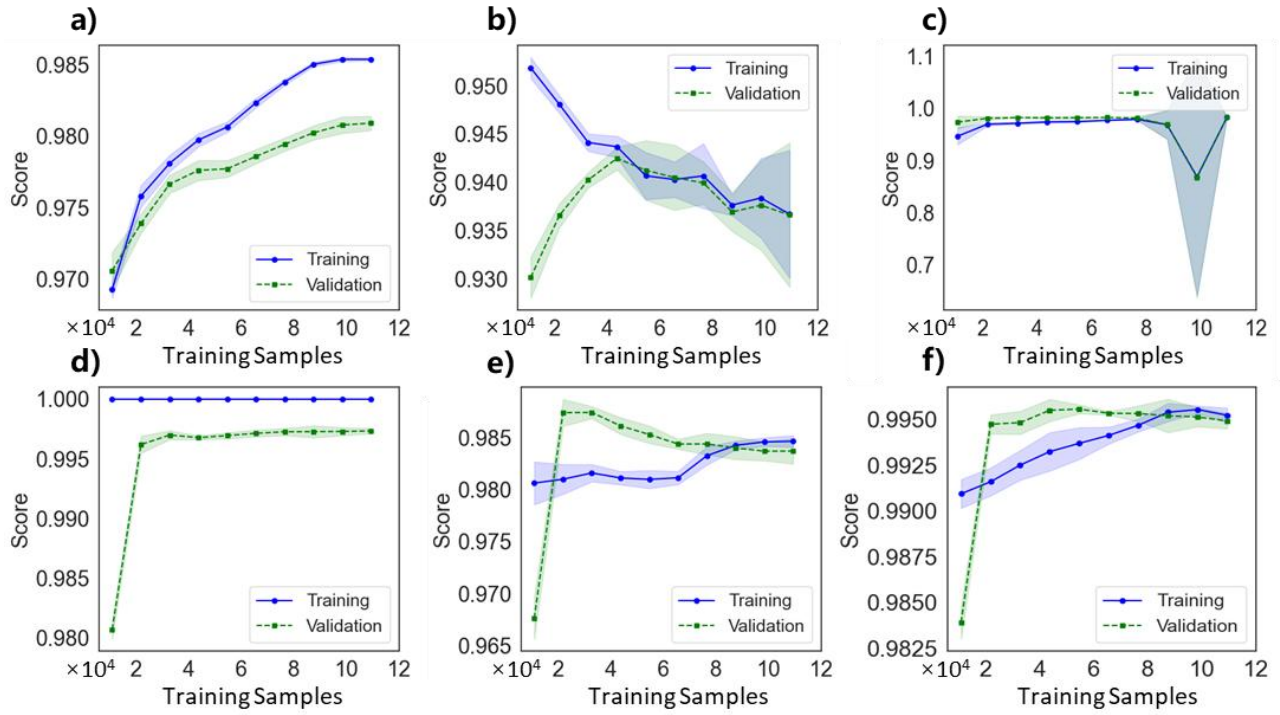 a)
Score
0.985
0.980
0.975
0.970
Training
Validation
×10⁴ 2 4 6 8 10 12
Training Samples
b)
Score
0.950
0.945
0.940
0.935
0.930
Training
Validation
×10⁴ 2 4 6 8 10 12
Training Samples
c)
Score
1.1
1.0
0.9
0.8
0.7
Training
Validation
×10⁴ 2 4 6 8 10 12
Training Samples
d)
Score
1.000
0.995
0.990
0.985
0.980
Training
Validation
×10⁴ 2 4 6 8 10 12
Training Samples
e)
Score
0.985
0.980
0.975
0.970
0.965
Training
Validation
×10⁴ 2 4 6 8 10 12
Training Samples
f)
Score
0.9950
0.9925
0.9900
0.9875
0.9850
0.9825
Training
Validation
×10⁴ 2 4 6 8 10 12
Training Samples